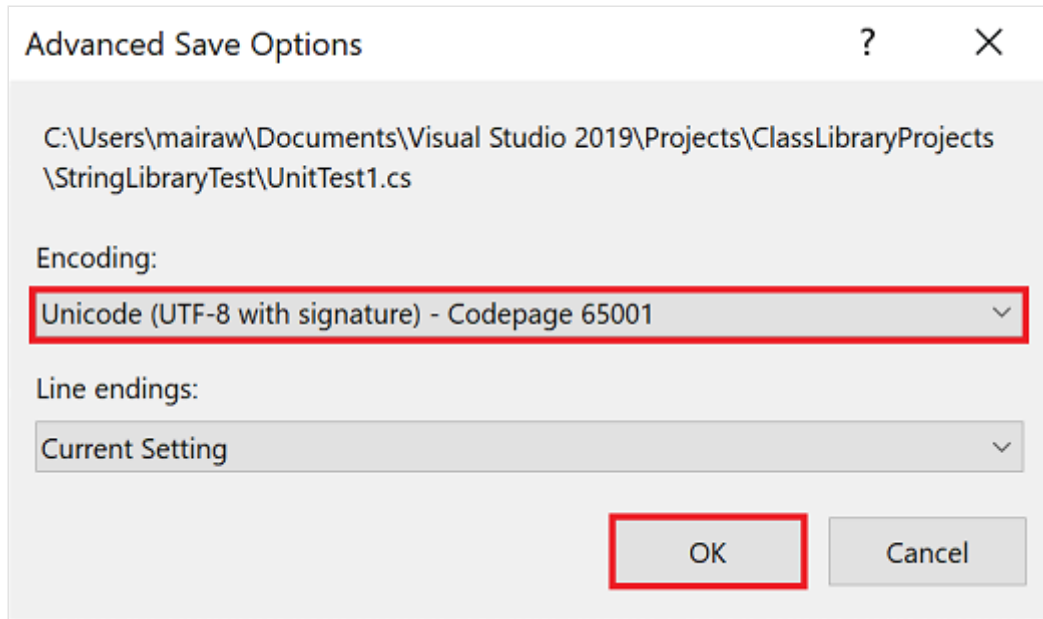 Advanced Save Options
?
C:\Users\mairaw\Documents\Visual Studio 2019\Projects\ClassLibraryProjects
\StringLibraryTest\UnitTest1.cs
Encoding:
Unicode (UTF-8 with signature) - Codepage 65001
Line endings:
Current Setting
OK
Cancel